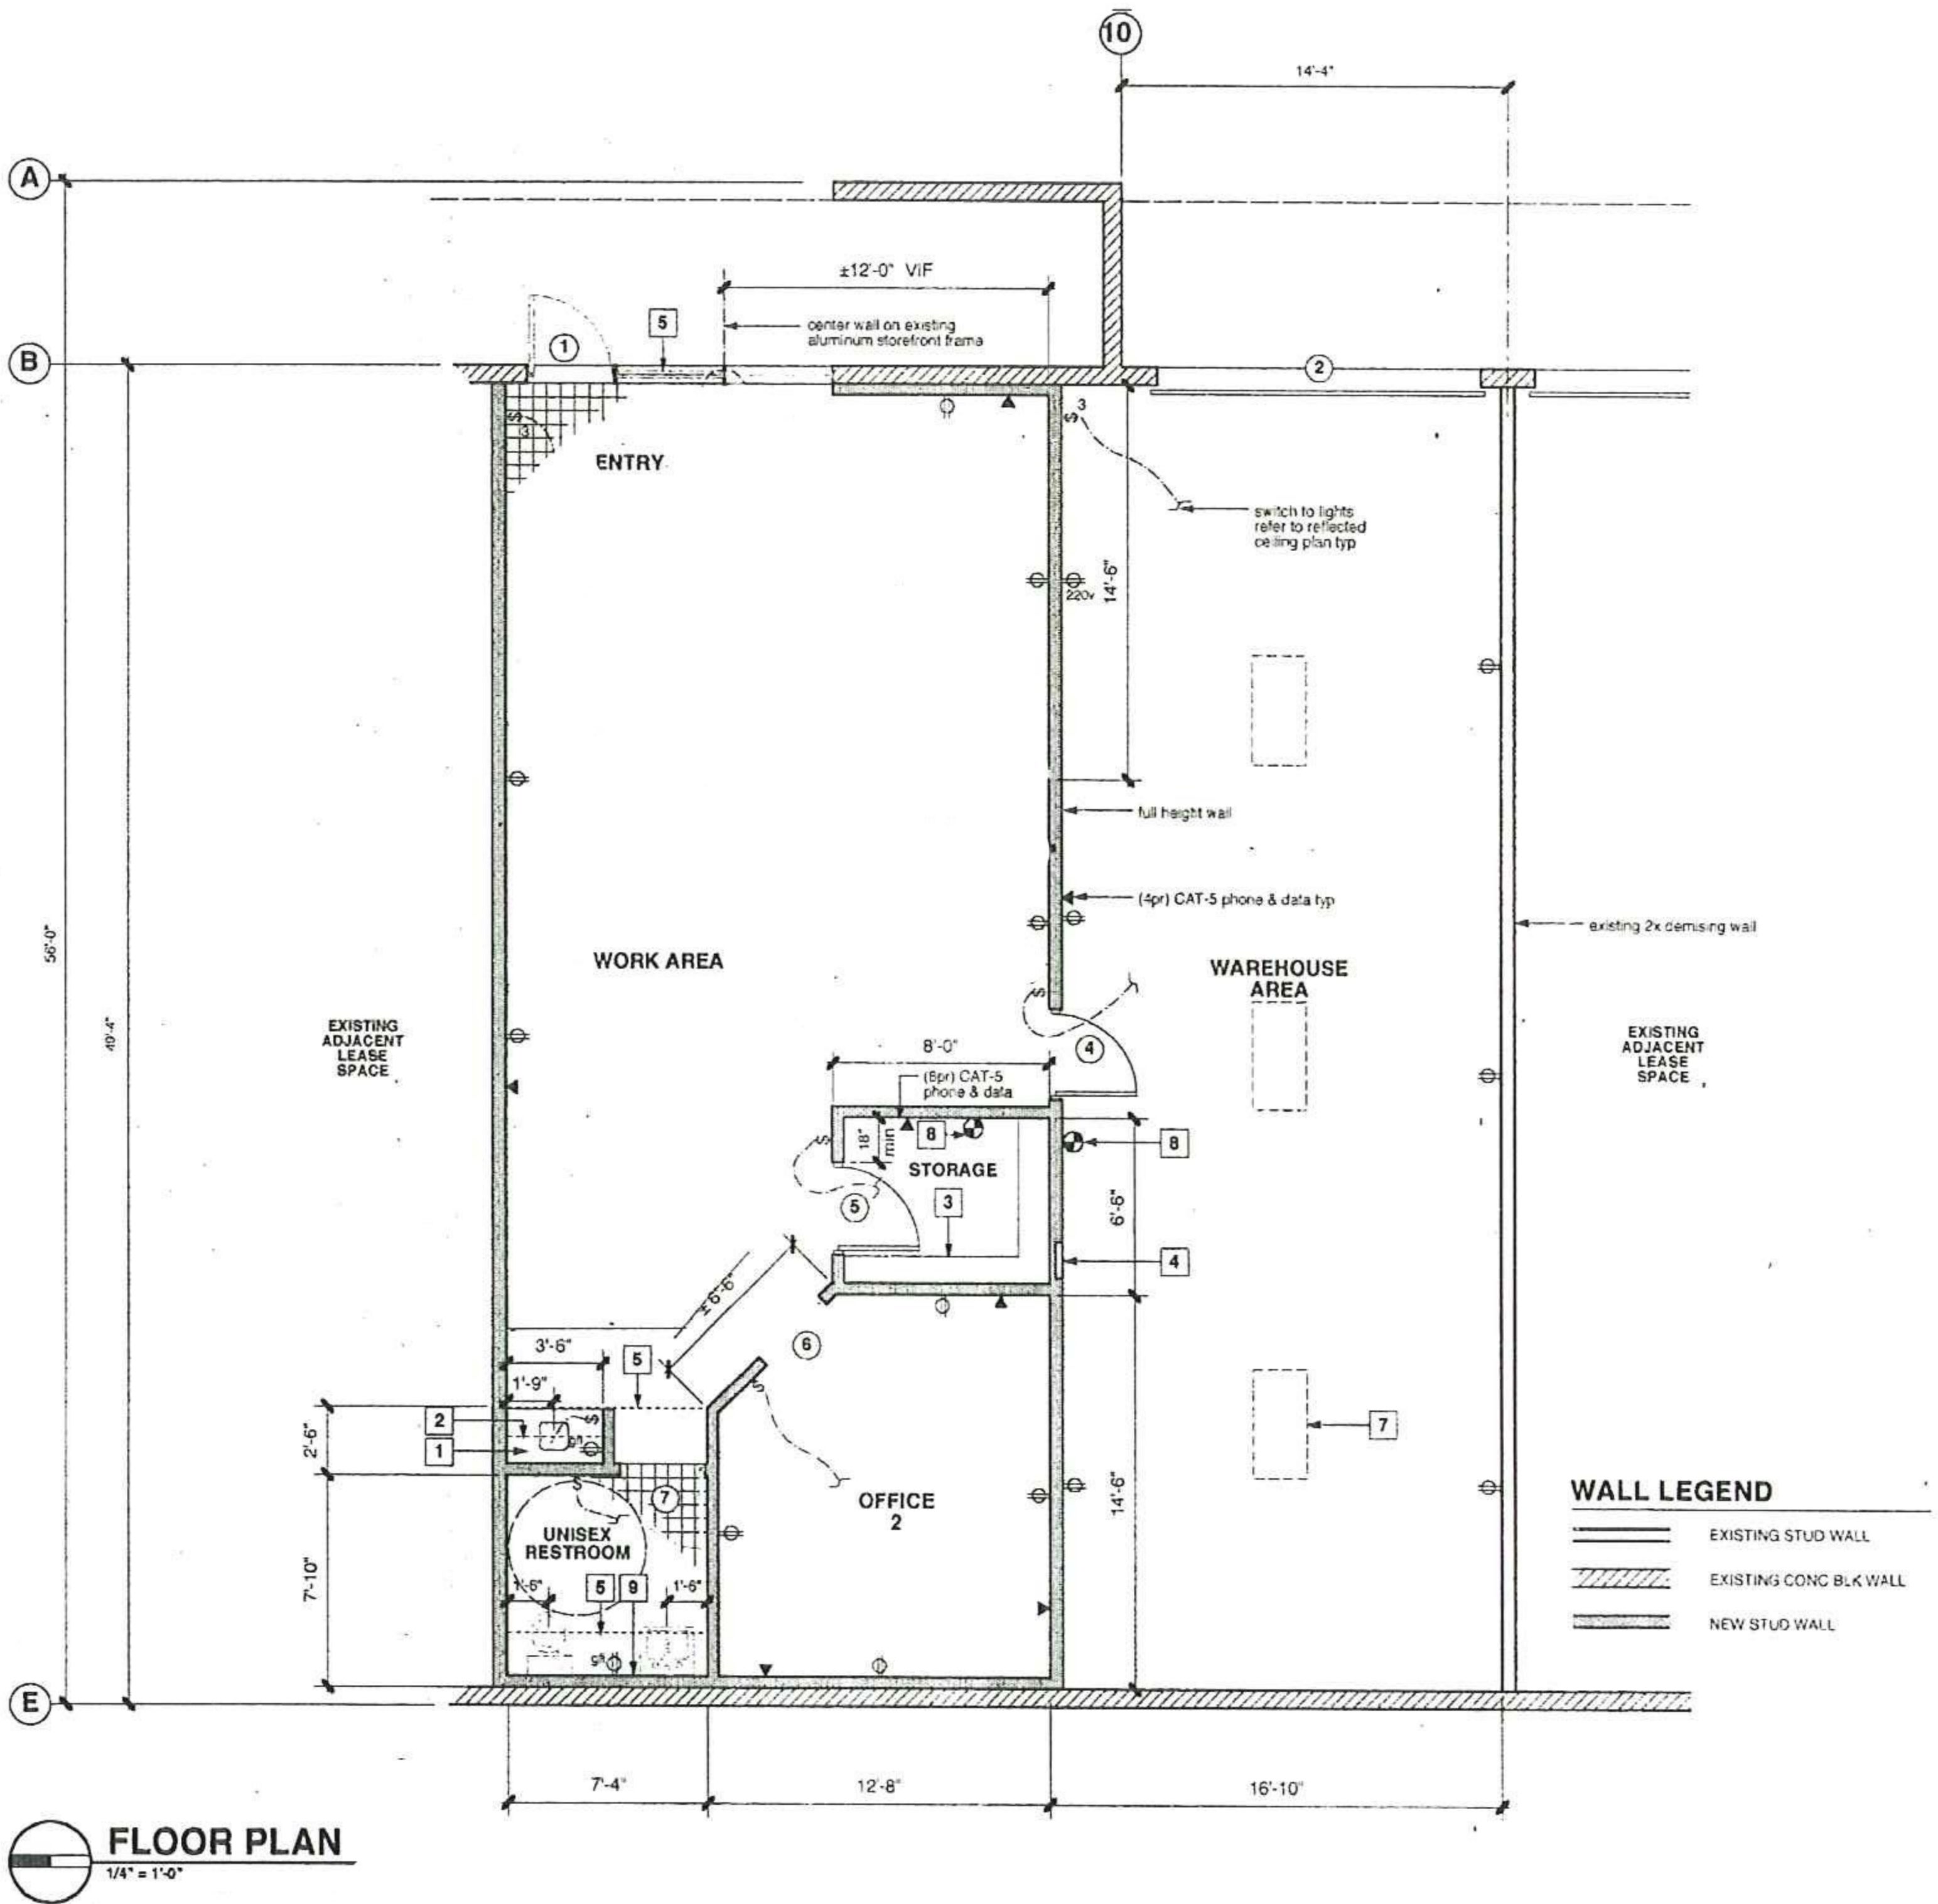 10
14'-4"
A
±12'-0" VIF
5
center wall on existing
aluminum storefront frame
1
B
2
S
3
ENTRY
S 3
switch to lights
refer to reflected
ceiling plan typ
14'-6"
220v
full height wall
(4pr) CAT-5 phone & data typ
existing 2x demising wall
56'-0"
49'-4"
WORK AREA
WAREHOUSE
AREA
S
EXISTING
ADJACENT
LEASE
SPACE
EXISTING
ADJACENT
LEASE
SPACE
8'-0"
4
(8pr) CAT-5
phone & data
S
18"
min
8
8
STORAGE
3
5
6'-6"
4
±6'-6"
6
3'-6"
5
1'-9"
S
2
1
S
gfi
2'-6"
7
14'-6"
OFFICE
2
S
7
UNISEX
RESTROOM
7'-10"
1'-6"
5
9
1'-6"
gfi
WALL LEGEND
EXISTING STUD WALL
EXISTING CONC BLK WALL
NEW STUD WALL
E
7'-4"
12'-8"
16'-10"
FLOOR PLAN
1/4" = 1'-0"